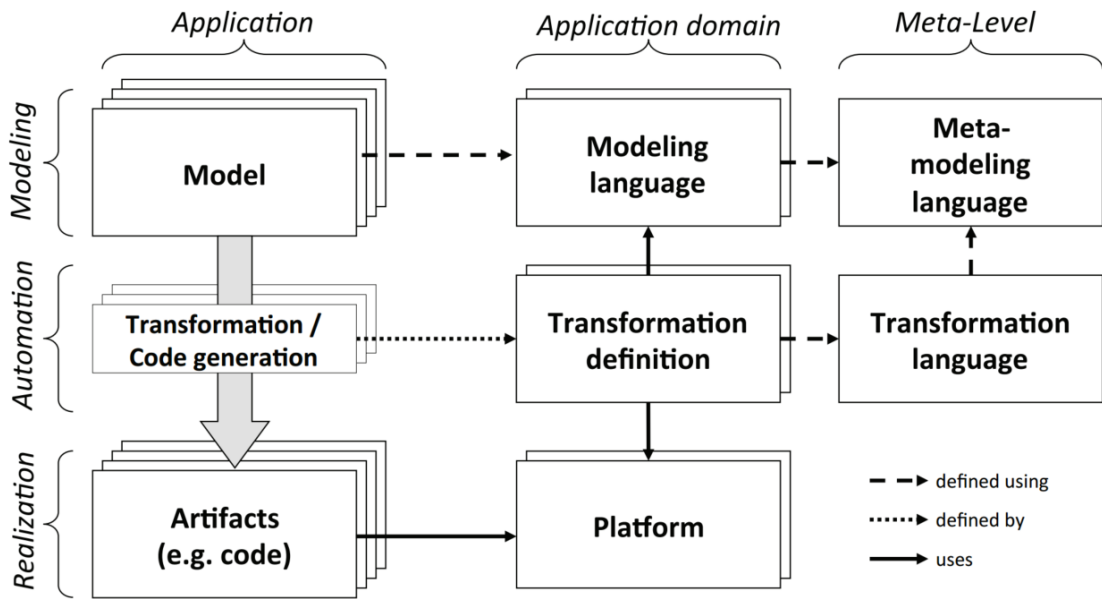 Application
Application domain
Meta-Level
Modeling
Model
Modeling
language
Meta-
modeling
language
Automation
Transformation /
Code generation
Transformation
definition
Transformation
language
Realization
Artifacts
(e.g. code)
Platform
defined using
defined by
uses